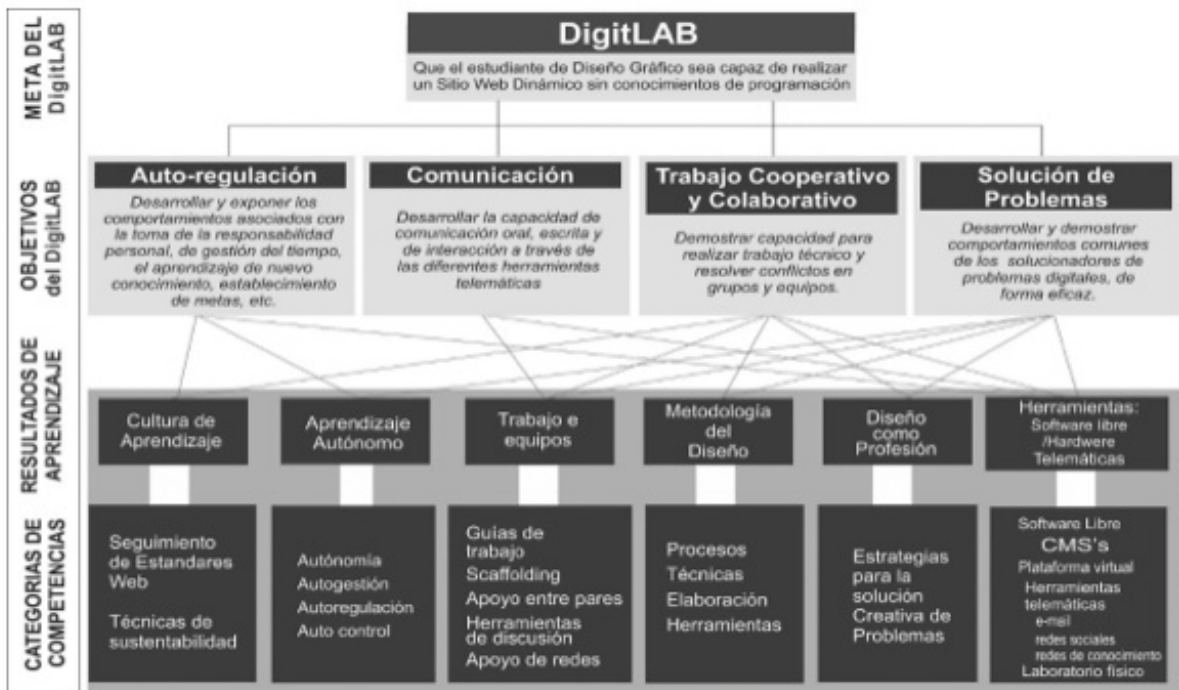 META DEL
DigitLAB
DigitLAB
Que el estudiante de Diseño Gráfico sea capaz de realizar
un Sitio Web Dinámico sin conocimientos de programación
OBJETIVOS
del DigitLAB
Auto-regulación
Desarrollar y exponer los
comportamientos asociados con
la toma de la responsabilidad
personal, de gestión del tiempo,
el aprendizaje de nuevo
conocimiento, establecimiento
de metas, etc.
Comunicación
Desarrollar la capacidad de
comunicación oral, escrita y
de interacción a través de
las diferentes herramientas
telemáticas
Trabajo Cooperativo
y Colaborativo
Demostrar capacidad para
realizar trabajo técnico y
resolver conflictos en
grupos y equipos.
Solución de
Problemas
Desarrollar y demostrar
comportamientos comunes
de los solucionadores de
problemas digitales, de
forma eficaz.
RESULTADOS DE
APRENDIZAJE
Cultura de
Aprendizaje
Aprendizaje
Autónomo
Trabajo e
equipos
Metodología
del
Diseño
Diseño
como
Profesión
Herramientas:
Software libre
/Hardwere
Telemáticas
CATEGORIAS DE
COMPETENCIAS
Seguimiento
de Estandares
Web
Técnicas de
sustentabilidad
Autónomía
Autogestión
Autoregulación
Auto control
Guías de
trabajo
Scaffolding
Apoyo entre pares
Herramientas
de discusión
Apoyo de redes
Procesos
Técnicas
Elaboración
Herramientas
Estrategias
para la
solución
Creativa de
Problemas
Software Libre
CMS's
Plataforma virtual
Herramientas
telemáticas
e-mail
redes sociales
redes de conocimiento
Laboratorio físico